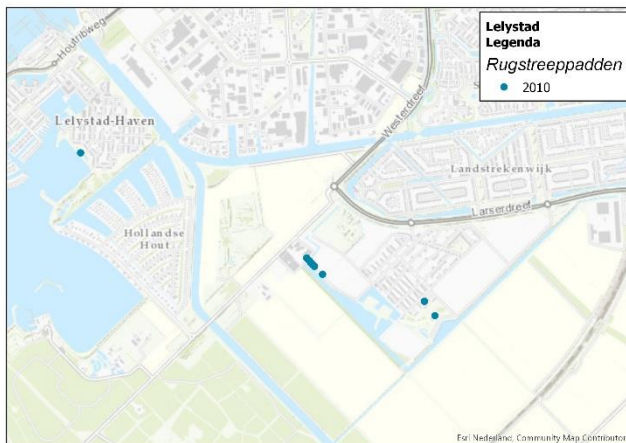 Lelystad
Legenda
Rugstreeppadden
2010
Houtribweg
Westerdreef
Lelystad-Haven
Landstrekenwijk
Larserdreef
Hollandse
Hout
Esri Nederland, Community Map Contributor